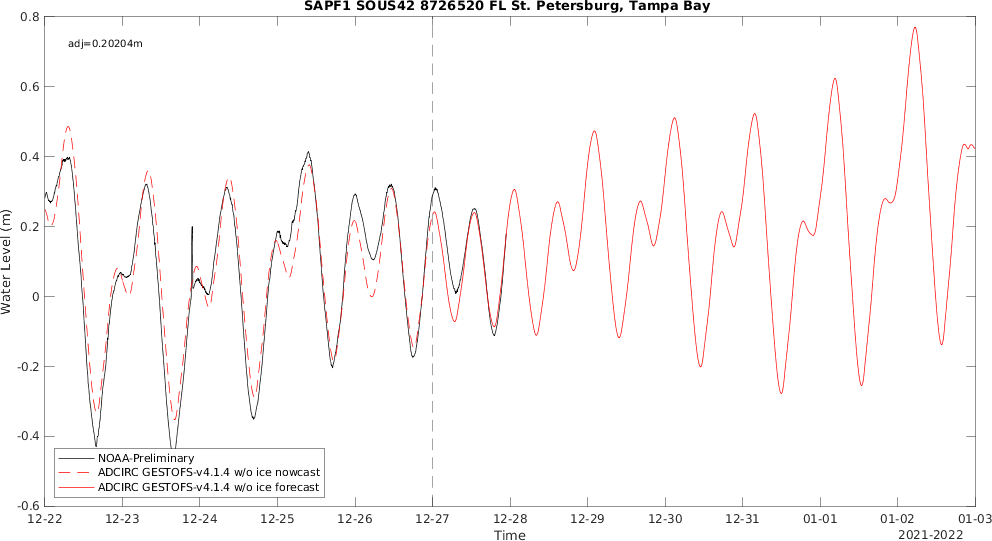 SAPF1 SOUS42 8726520 FL St. Petersburg, Tampa Bay
adj=0.20204m
0.8
0.6
0.4
0.2
0
-0.2
-0.4
-0.6
Water Level (m)
NOAA-Preliminary
ADCIRC GESTOFS-v4.1.4 w/o ice nowcast
ADCIRC GESTOFS-v4.1.4 w/o ice forecast
12-22 12-23 12-24 12-25 12-26 12-27 12-28 12-29 12-30 12-31 01-01 01-02 01-03
Time
2021-2022